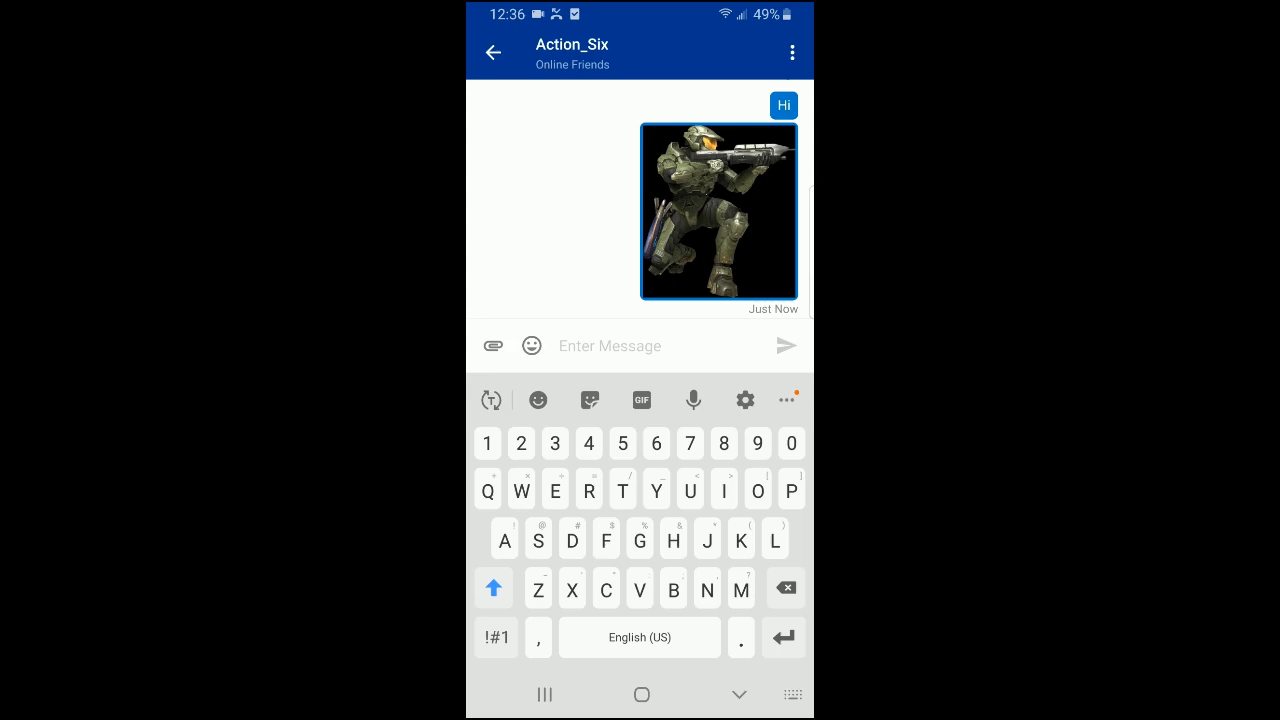 12:36 49%
Action_Six
Online Friends
Hi
Just Now
Enter Message
GIF
1 2 3 4 5 6 7 8 9 0
+ × ÷ = / _ < > [ ]
Q W E R T Y U I O P
! @ # $ % & * ( )
A S D F G H J K L
- ' " : ; , ?
Z X C V B N M
!#1 , English (US) .